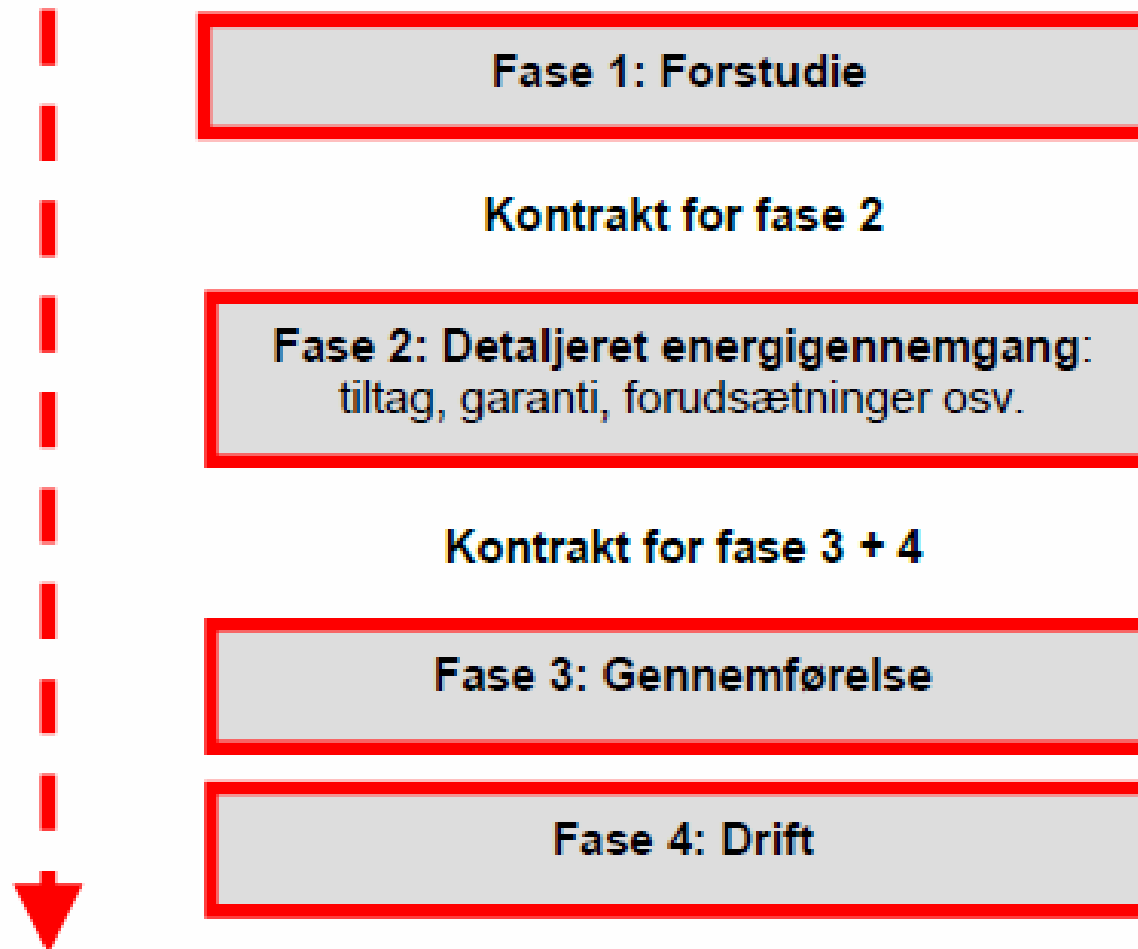 Fase 1: Forstudie
Kontrakt for fase 2
Fase 2: Detaljeret energigennemgang:
tiltag, garanti, forudsætninger osv.
Kontrakt for fase 3 + 4
Fase 3: Gennemførelse
Fase 4: Drift